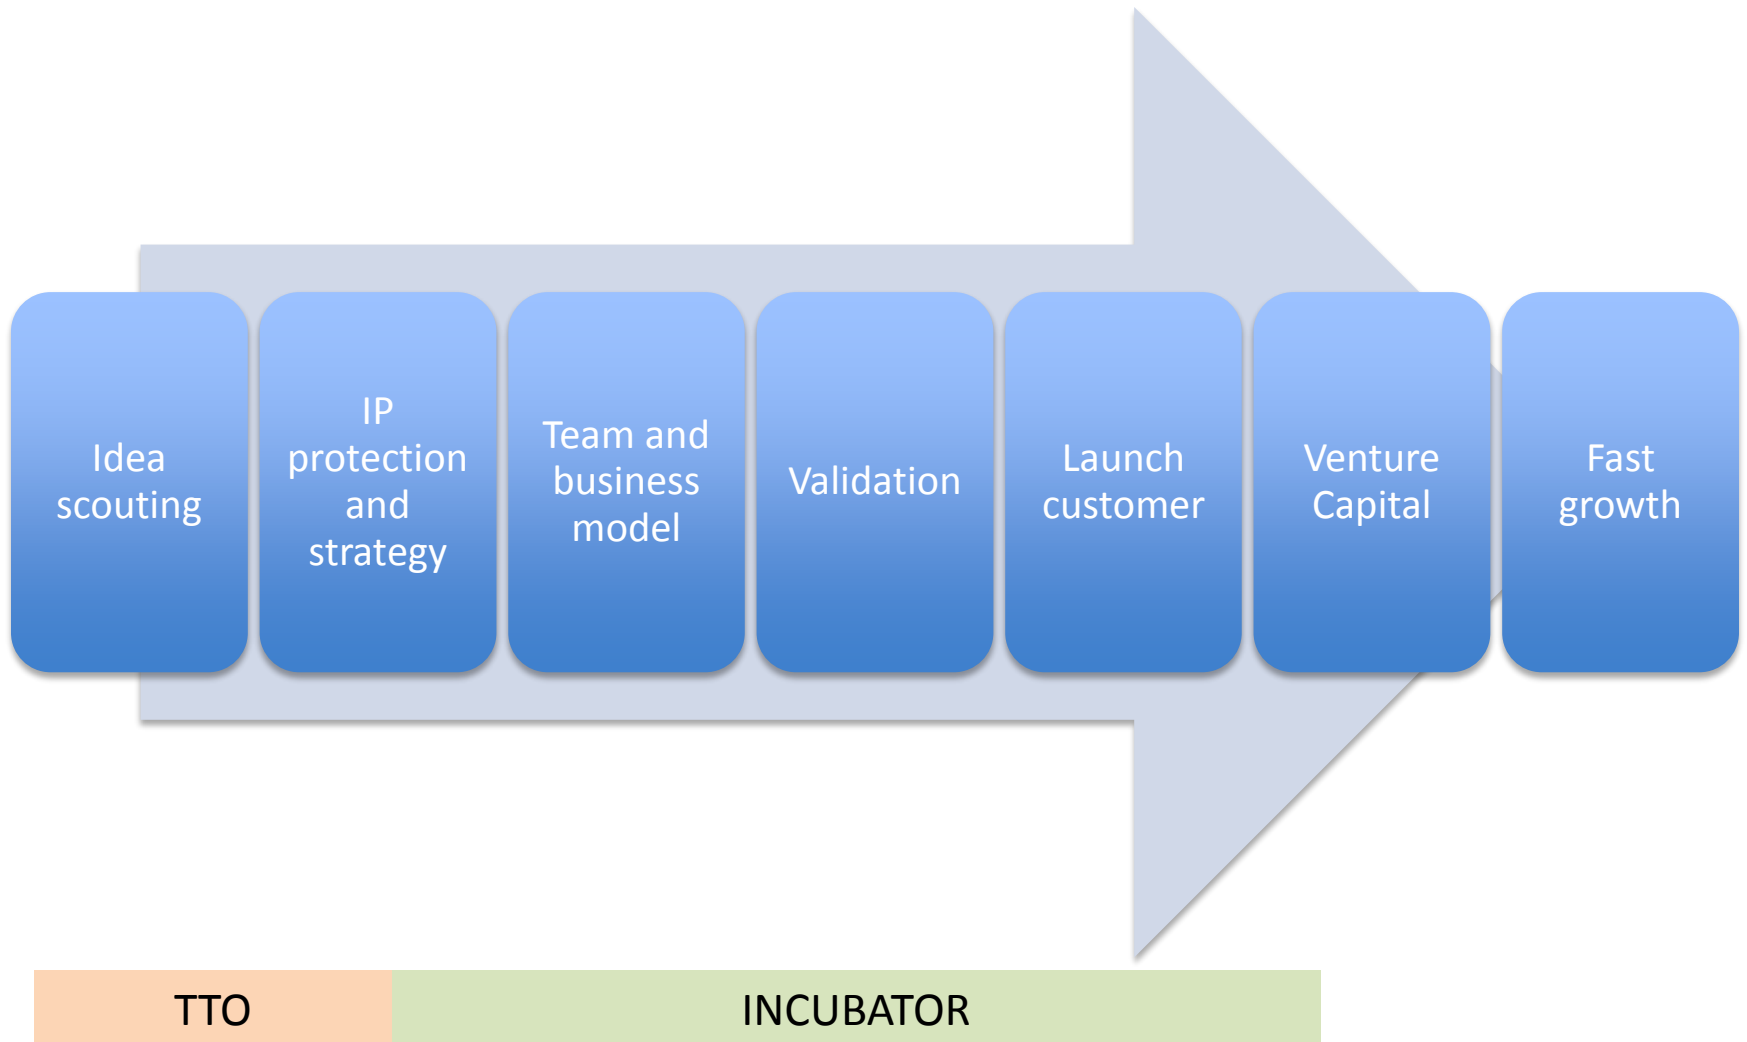 Idea
scouting
IP
protection
and
strategy
Team and
business
model
Validation
Launch
customer
Venture
Capital
Fast
growth
TTO
INCUBATOR